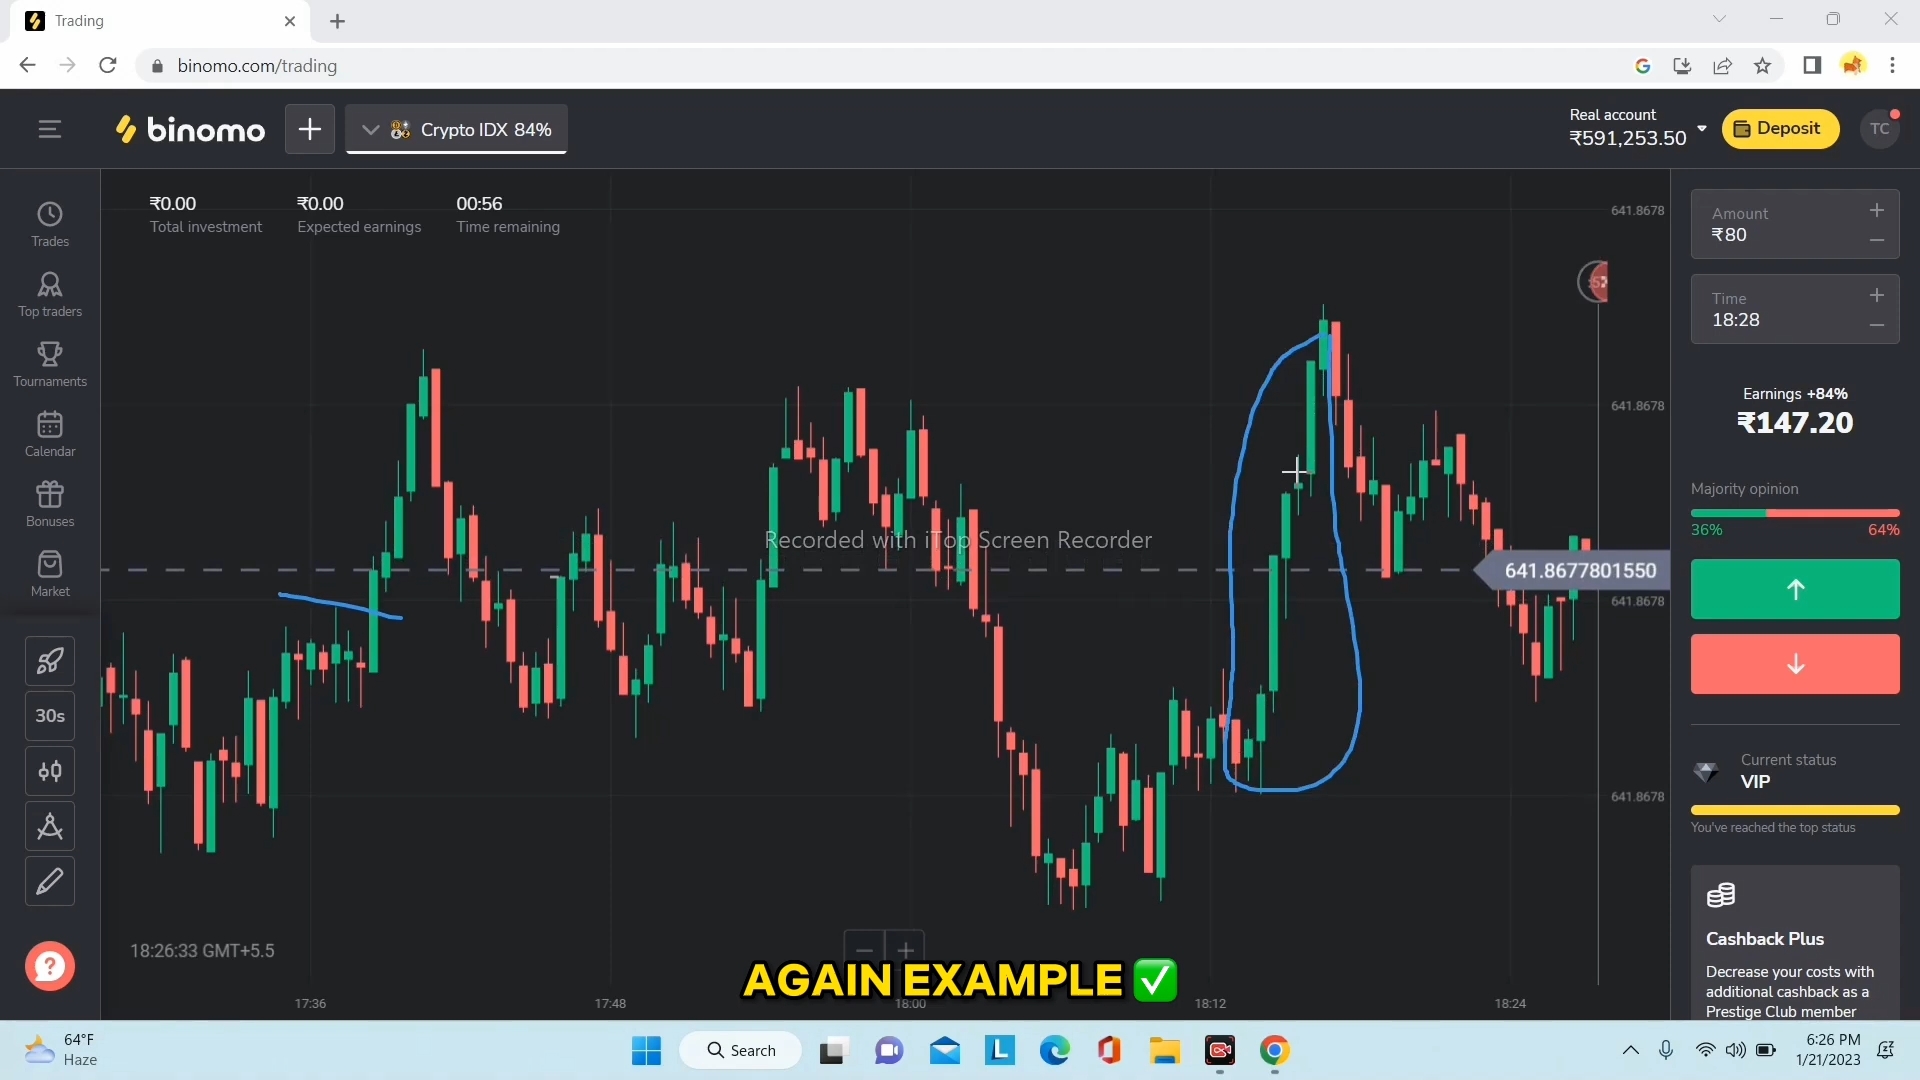 Trading
binomo.com/trading
binomo
Crypto IDX 84%
Real account
₹591,253.50
Deposit
TC
₹0.00
Total investment
₹0.00
Expected earnings
00:56
Time remaining
Trades
Top traders
Tournaments
Calendar
Bonuses
Market
30s
641.8678
641.8678
641.8677801550
641.8678
641.8678
Recorded with iTop Screen Recorder
Amount
₹80
Time
18:28
Earnings +84%
₹147.20
Majority opinion
36%
64%
Current status
VIP
You've reached the top status
Cashback Plus
Decrease your costs with
additional cashback as a
Prestige Club member
18:26:33 GMT+5.5
AGAIN EXAMPLE ✅
17:36
17:48
18:00
18:12
18:24
64°F
Haze
Search
6:26 PM
1/21/2023